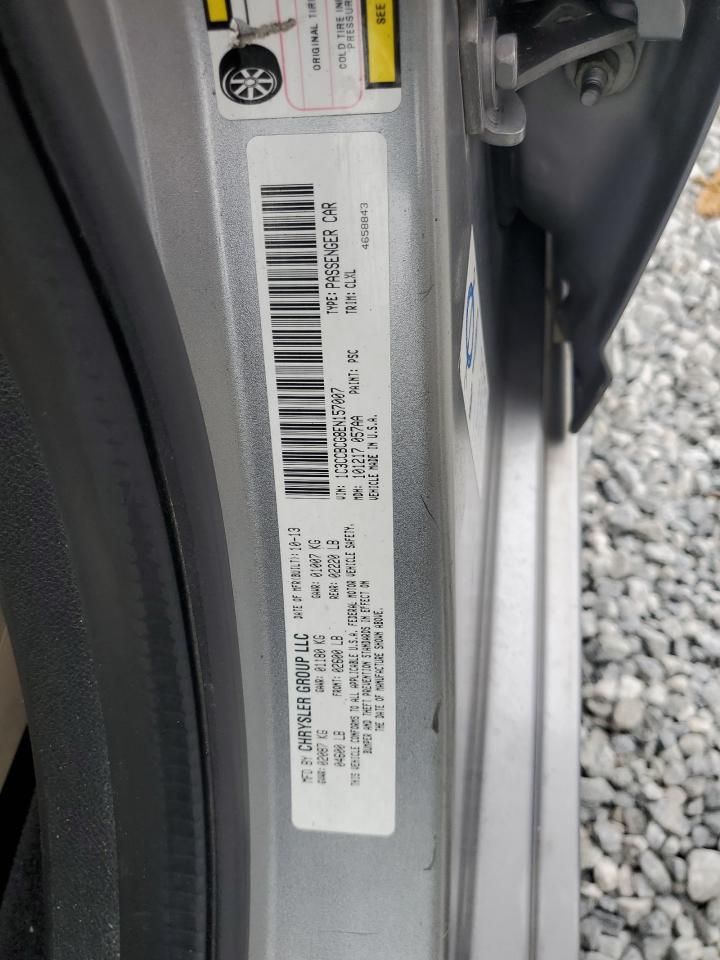 ORIGINAL TIRE
COLD TIRE
PRESSURE
SEE
MFD BY CHRYSLER GROUP LLC
DATE OF MFR(BUILT): 10-13
GVWR: 02087 KG
GAWR: 01180 KG
GAWR: 01007 KG
04600 LB
FRONT: 02600 LB
REAR: 02220 LB
THIS VEHICLE CONFORMS TO ALL APPLICABLE U.S.A. FEDERAL MOTOR VEHICLE SAFETY,
BUMPER AND THEFT PREVENTION STANDARDS IN EFFECT ON
THE DATE OF MANUFACTURE SHOWN ABOVE.
VIN: 1C3CCBCG8EN157007
TYPE: PASSENGER CAR
MDH: 101217 057AA
PAINT: PSC
TRIM: CLXL
VEHICLE MADE IN U.S.A.
4658843